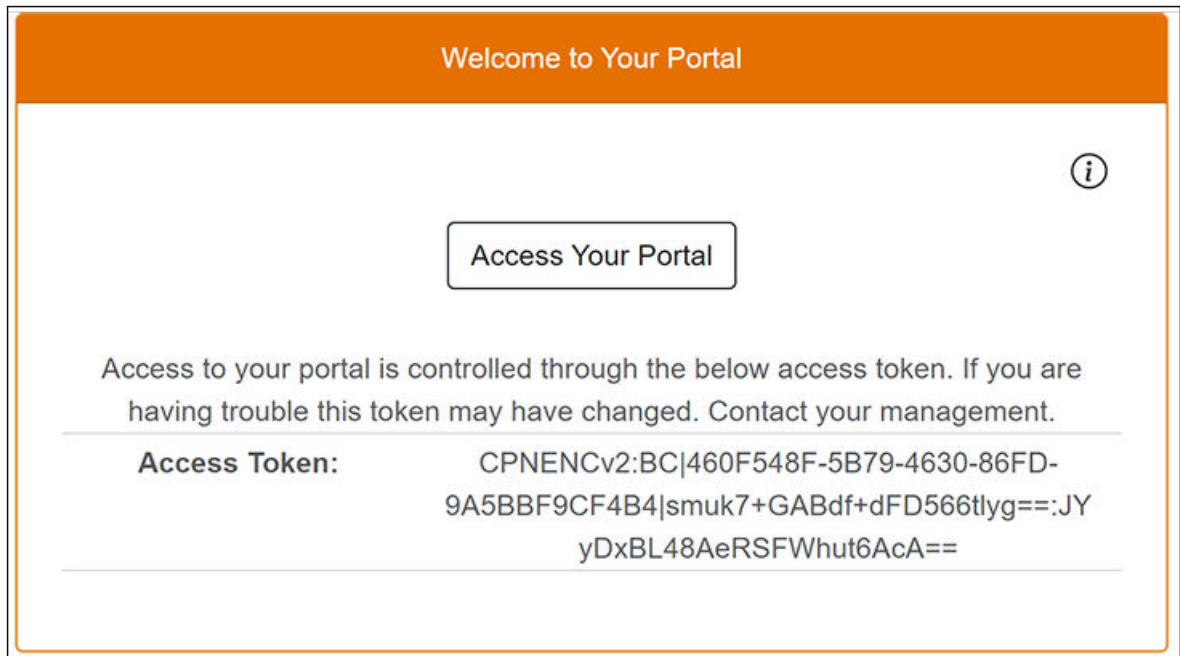 Welcome to Your Portal
Access Your Portal
Access to your portal is controlled through the below access token. If you are
having trouble this token may have changed. Contact your management.
Access Token: CPNENCv2:BC|460F548F-5B79-4630-86FD-
9A5BBF9CF4B4|smuk7+GABdf+dFD566tlyg==:JY
yDxBL48AeRSFWhut6AcA==